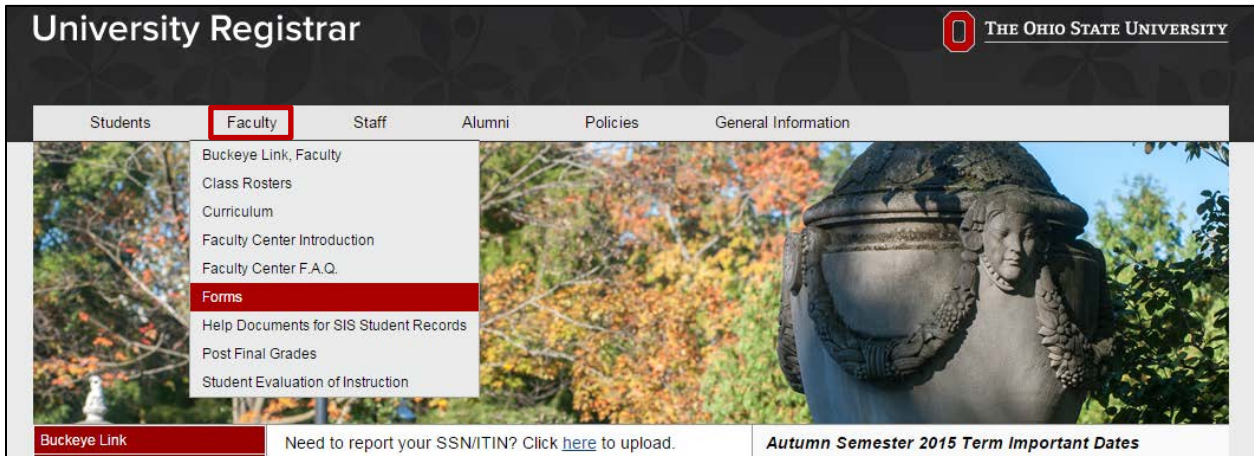 University Registrar
THE OHIO STATE UNIVERSITY
Students Faculty Staff Alumni Policies General Information
Buckeye Link, Faculty
Class Rosters
Curriculum
Faculty Center Introduction
Faculty Center F.A.Q.
Forms
Help Documents for SIS Student Records
Post Final Grades
Student Evaluation of Instruction
Buckeye Link
Need to report your SSN/ITIN? Click here to upload.
Autumn Semester 2015 Term Important Dates